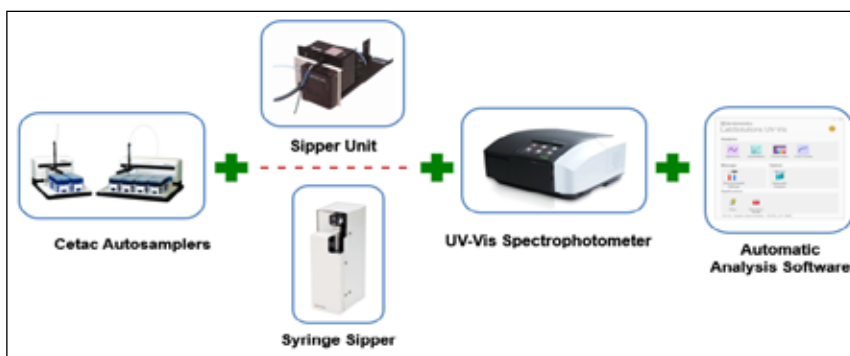 Sipper Unit
Cetac Autosamplers
UV-Vis Spectrophotometer
LabSolutions UV-Vis
Automatic
Analysis Software
Syringe Sipper